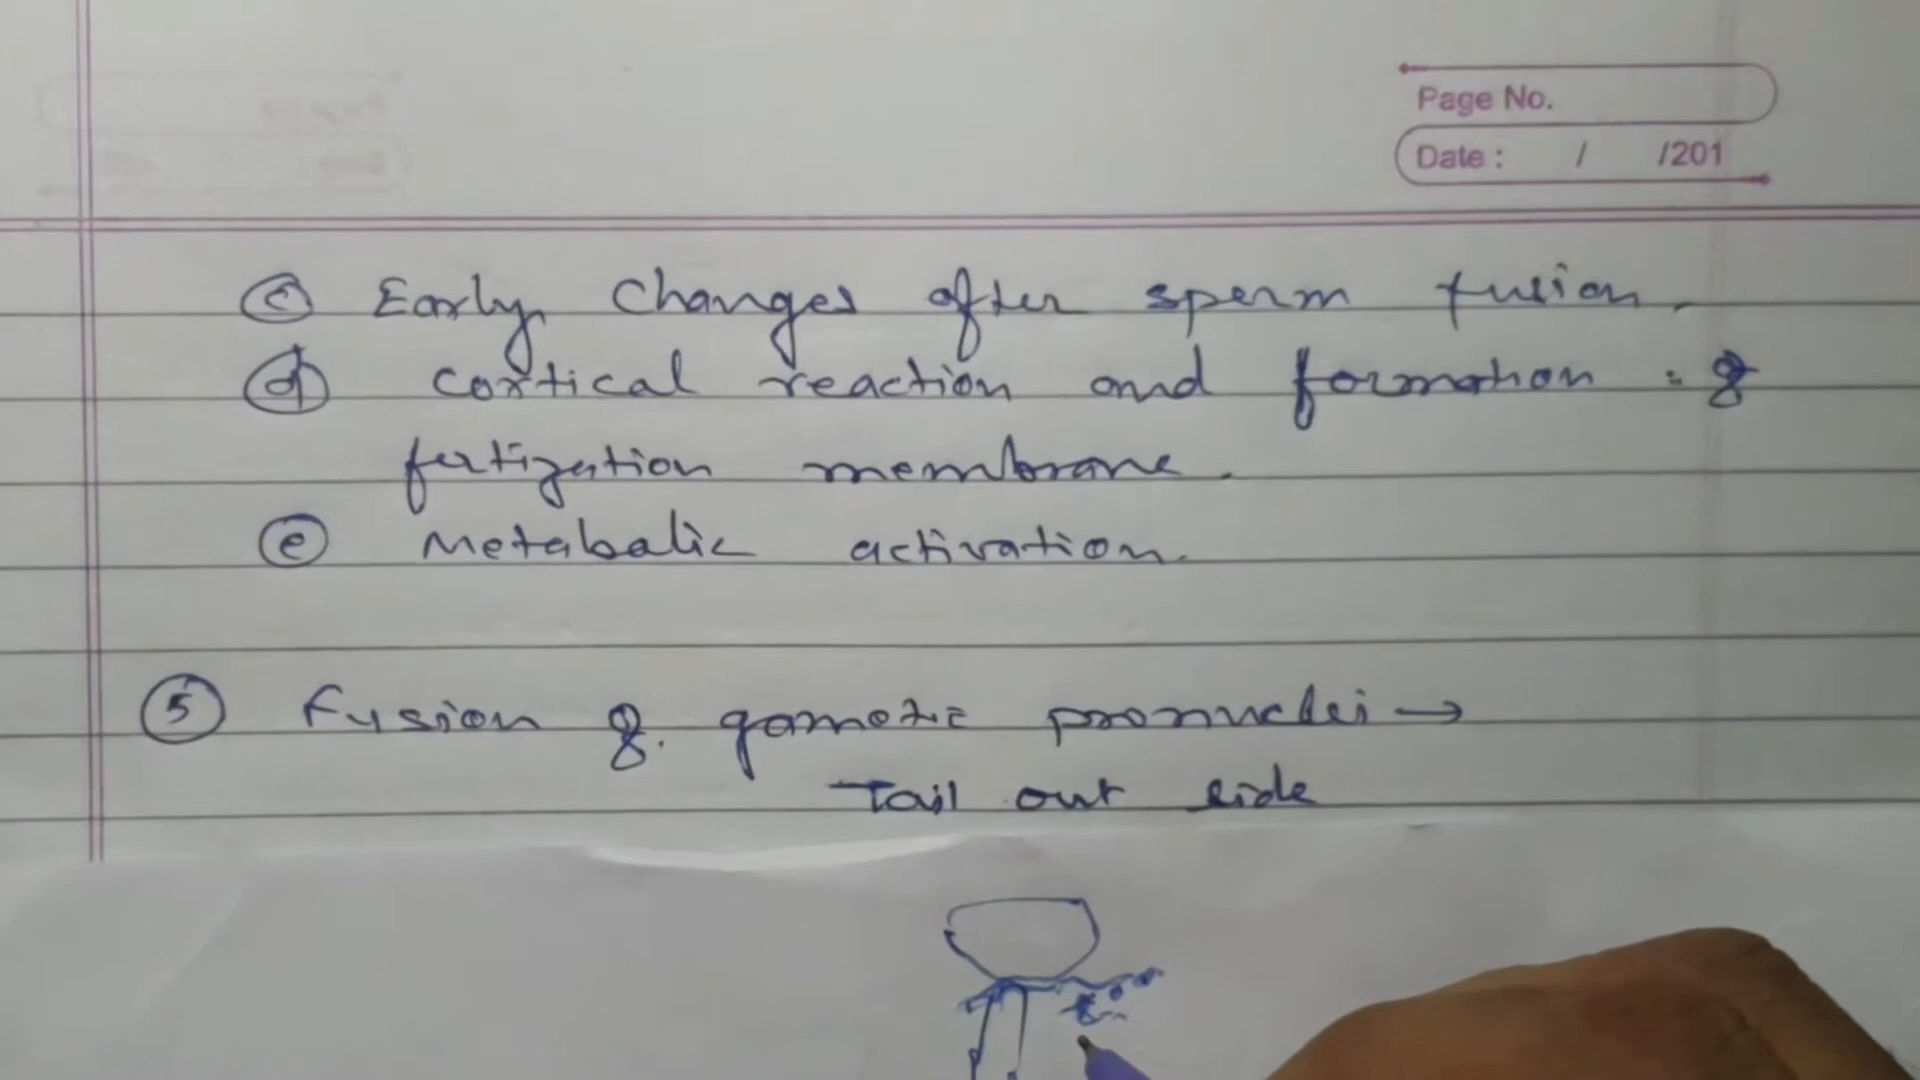 Page No.
Date : / /201
(c) Early changes after sperm fusion.
(d) cortical reaction and formation of
fertization membrane.
(e) Metabolic activation.
(5) Fusion of gametic pronuclei →
Tail out side